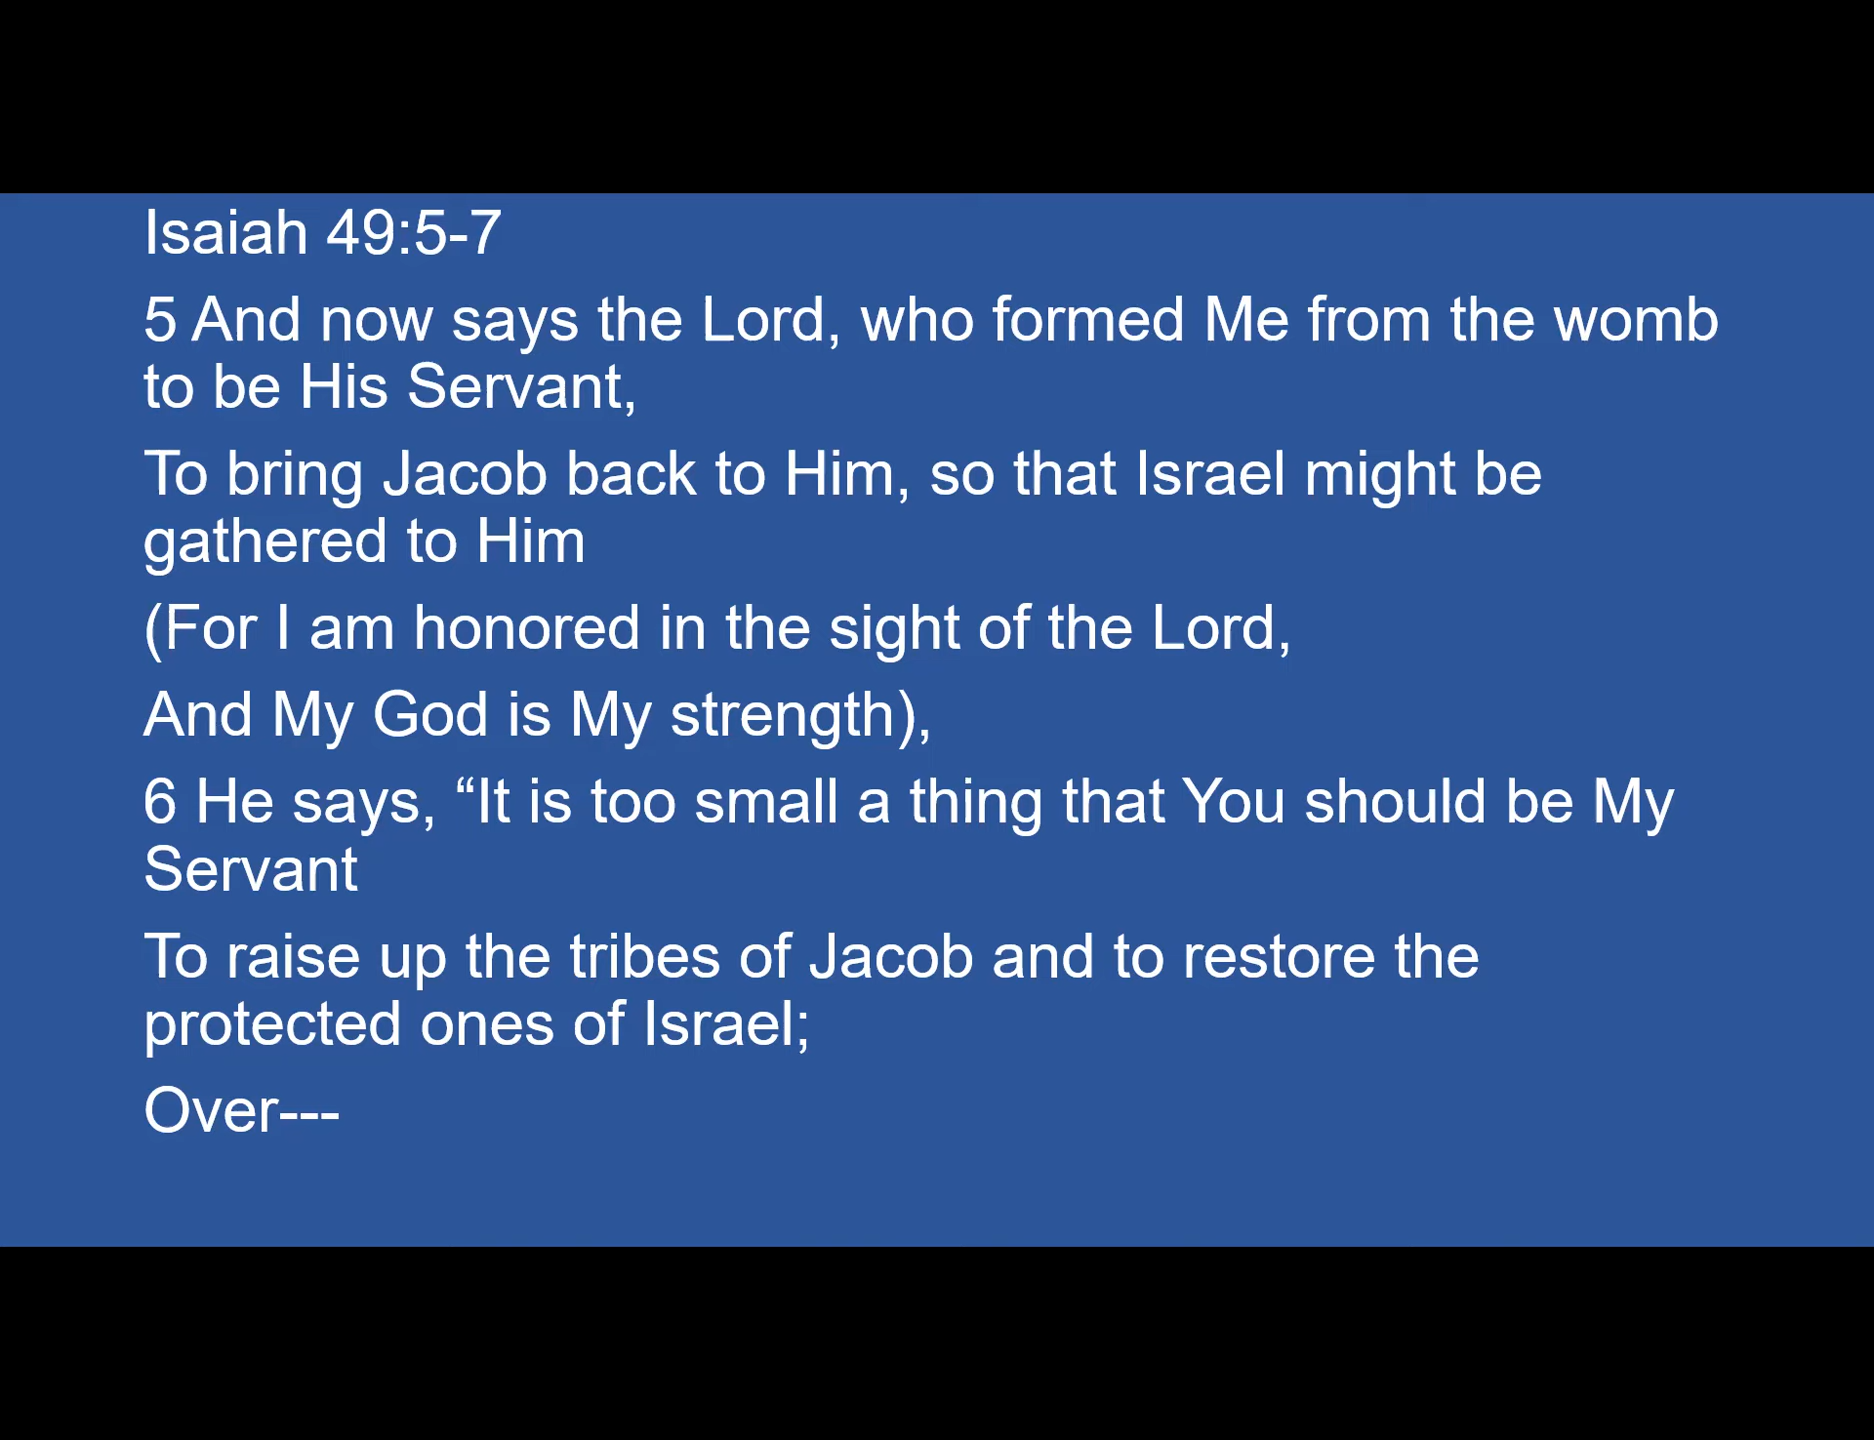 Isaiah 49:5-7
5 And now says the Lord, who formed Me from the womb
to be His Servant,
To bring Jacob back to Him, so that Israel might be
gathered to Him
(For I am honored in the sight of the Lord,
And My God is My strength),
6 He says, “It is too small a thing that You should be My
Servant
To raise up the tribes of Jacob and to restore the
protected ones of Israel;
Over---